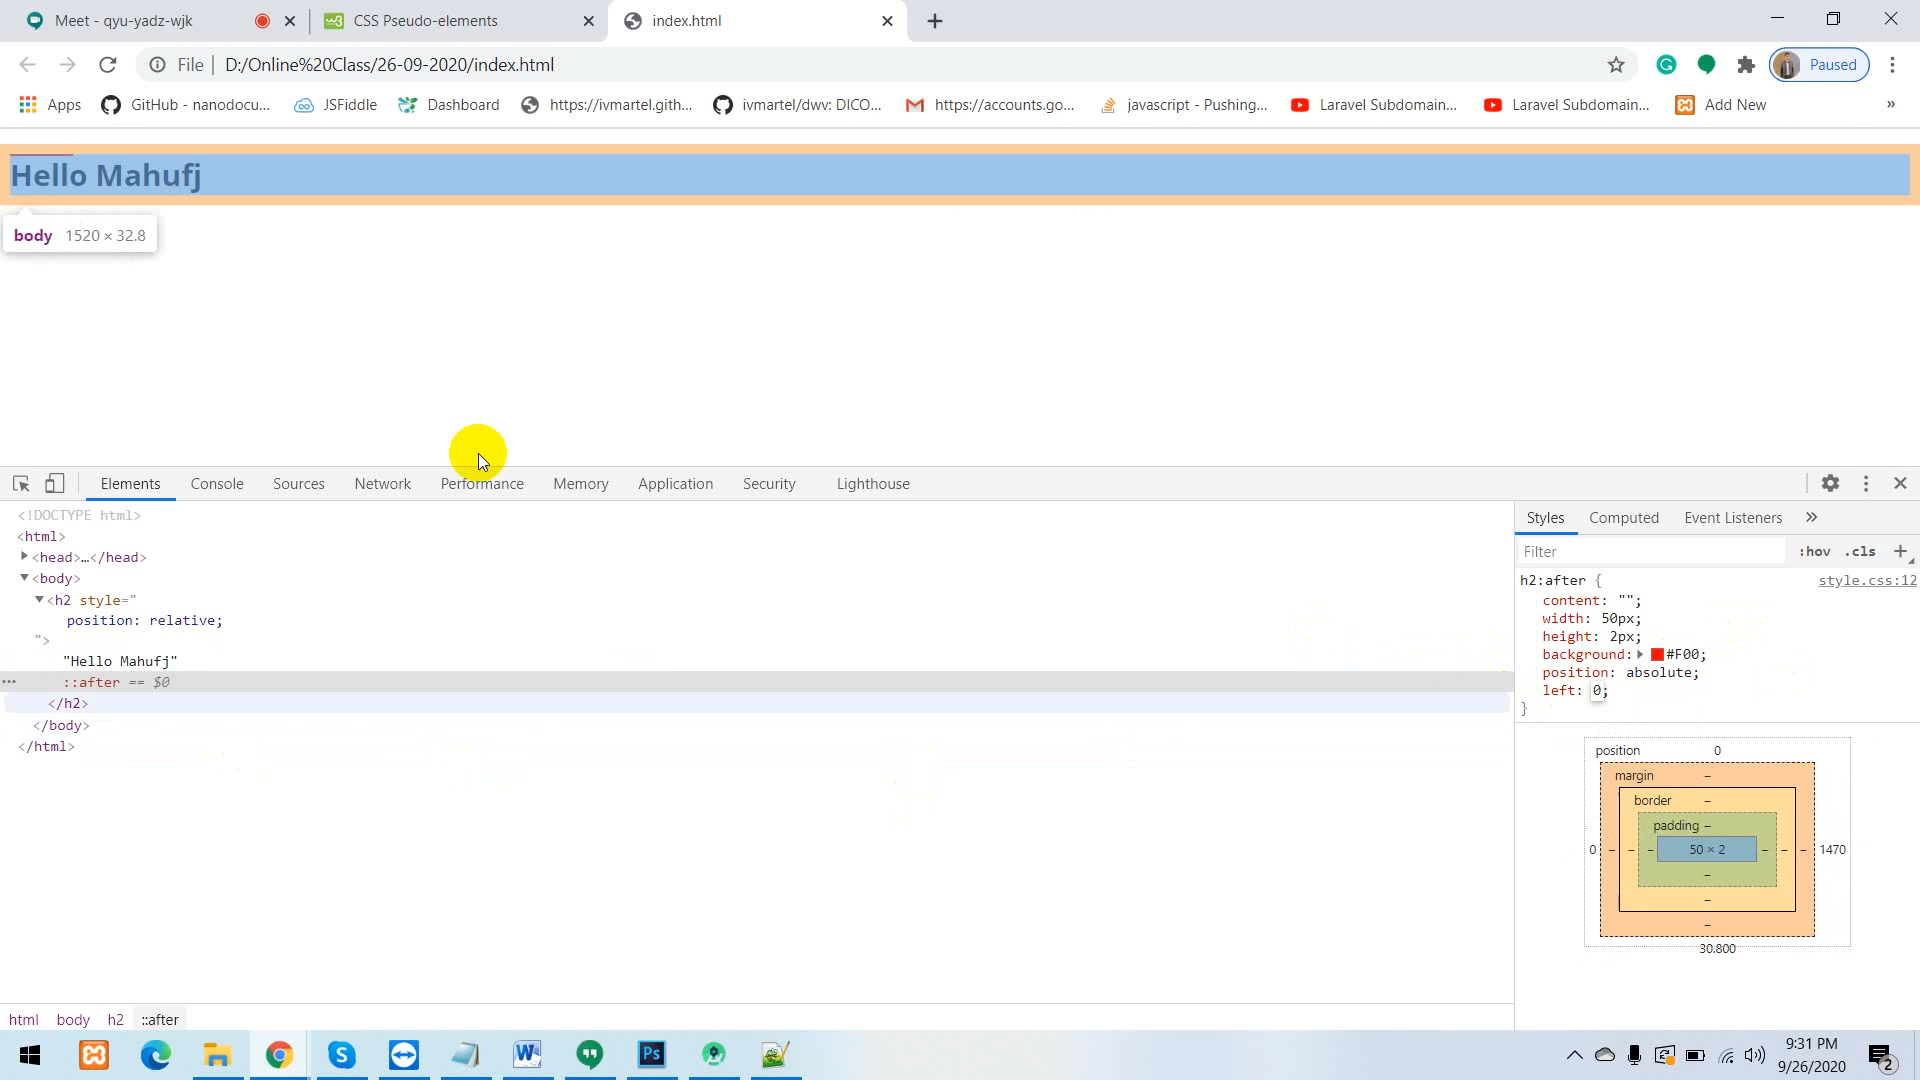 Meet - qyu-yadz-wjk
CSS Pseudo-elements
index.html
File | D:/Online%20Class/26-09-2020/index.html
Paused
Apps
GitHub - nanodocu...
JSFiddle
Dashboard
https://ivmartel.gith...
ivmartel/dwv: DICO...
https://accounts.go...
javascript - Pushing,...
Laravel Subdomain...
Laravel Subdomain...
Add New
»
Hello Mahufj
body 1520 × 32.8
Elements
Console
Sources
Network
Performance
Memory
Application
Security
Lighthouse
<!DOCTYPE html>
<html>
<head>…</head>
<body>
<h2 style="
position: relative;
">
"Hello Mahufj"
::after == $0
</h2>
</body>
</html>
html body h2 ::after
Styles Computed Event Listeners »
Filter :hov .cls +
h2:after { style.css:12
content: "";
width: 50px;
height: 2px;
background: #F00;
position: absolute;
left: 0;
}
position 0
margin –
border –
padding –
0 – – – 50 × 2 – – – 1470
–
–
–
30.800
9:31 PM
9/26/2020
2